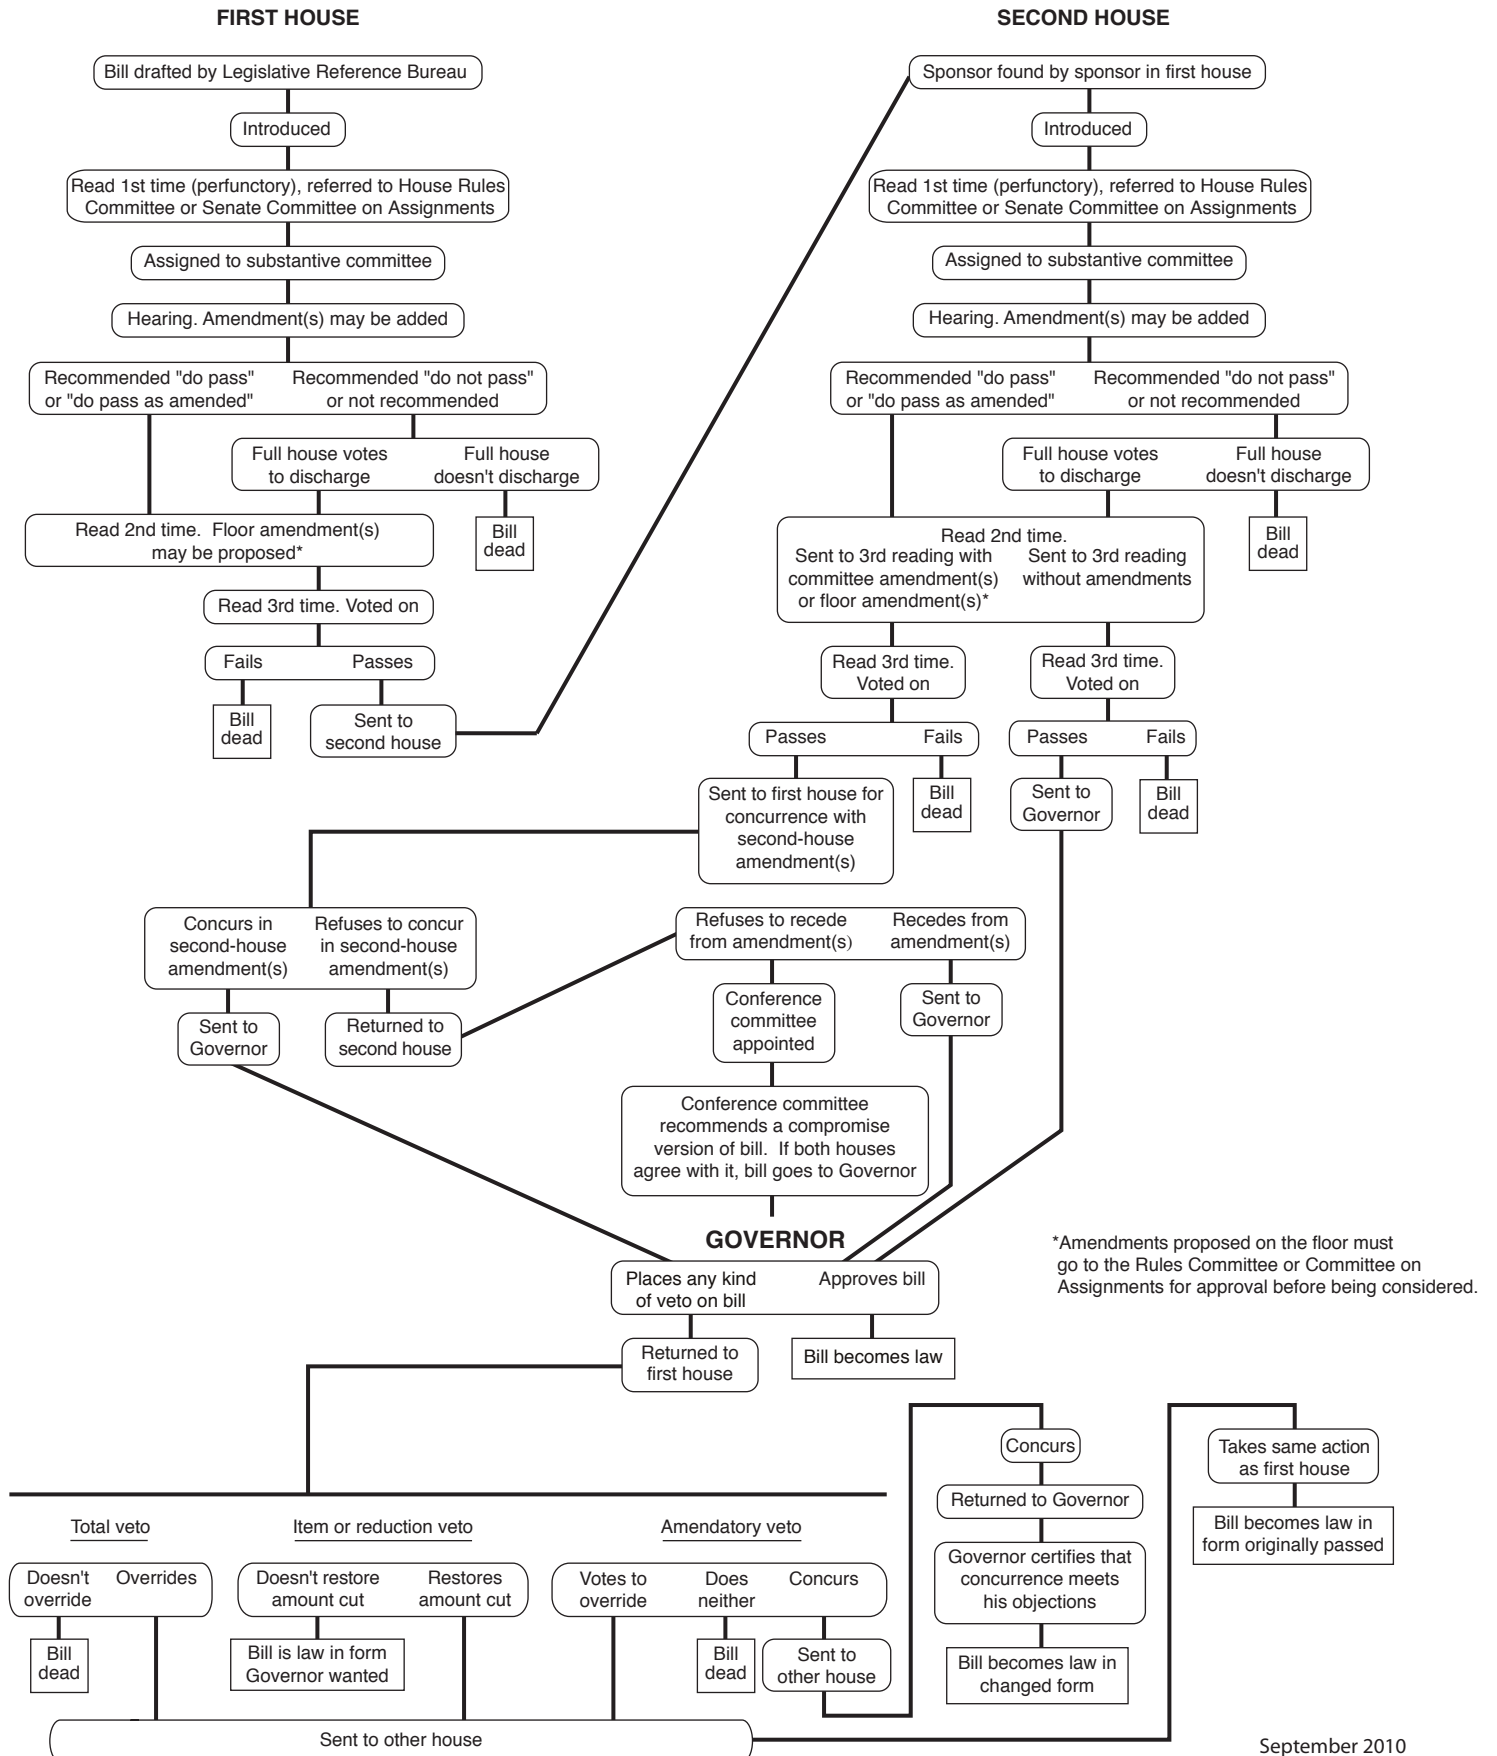 FIRST HOUSE
Bill drafted by Legislative Reference Bureau
Introduced
Read 1st time (perfunctory), referred to House Rules
Committee or Senate Committee on Assignments
Assigned to substantive committee
Hearing. Amendment(s) may be added
Recommended "do pass"
or "do pass as amended"
Recommended "do not pass"
or not recommended
Full house votes
to discharge
Full house
doesn't discharge
Read 2nd time.  Floor amendment(s)
may be proposed*
Bill
dead
Read 3rd time. Voted on
Fails
Passes
Bill
dead
Sent to
second house
SECOND HOUSE
Sponsor found by sponsor in first house
Introduced
Read 1st time (perfunctory), referred to House Rules
Committee or Senate Committee on Assignments
Assigned to substantive committee
Hearing. Amendment(s) may be added
Recommended "do pass"
or "do pass as amended"
Recommended "do not pass"
or not recommended
Full house votes
to discharge
Full house
doesn't discharge
Bill
dead
Read 2nd time.
Sent to 3rd reading with
committee amendment(s)
or floor amendment(s)*
Sent to 3rd reading
without amendments
Read 3rd time.
Voted on
Read 3rd time.
Voted on
Passes
Fails
Passes
Fails
Sent to first house for
concurrence with
second-house
amendment(s)
Bill
dead
Sent to
Governor
Bill
dead
Concurs in
second-house
amendment(s)
Refuses to concur
in second-house
amendment(s)
Sent to
Governor
Returned to
second house
Refuses to recede
from amendment(s)
Recedes from
amendment(s)
Conference
committee
appointed
Sent to
Governor
Conference committee
recommends a compromise
version of bill.  If both houses
agree with it, bill goes to Governor
GOVERNOR
Places any kind
of veto on bill
Approves bill
Returned to
first house
Bill becomes law
*Amendments proposed on the floor must
go to the Rules Committee or Committee on
Assignments for approval before being considered.
Total veto
Doesn't
override
Overrides
Bill
dead
Item or reduction veto
Doesn't restore
amount cut
Restores
amount cut
Bill is law in form
Governor wanted
Amendatory veto
Votes to
override
Does
neither
Concurs
Bill
dead
Sent to
other house
Sent to other house
Concurs
Returned to Governor
Governor certifies that
concurrence meets
his objections
Bill becomes law in
changed form
Takes same action
as first house
Bill becomes law in
form originally passed
September 2010